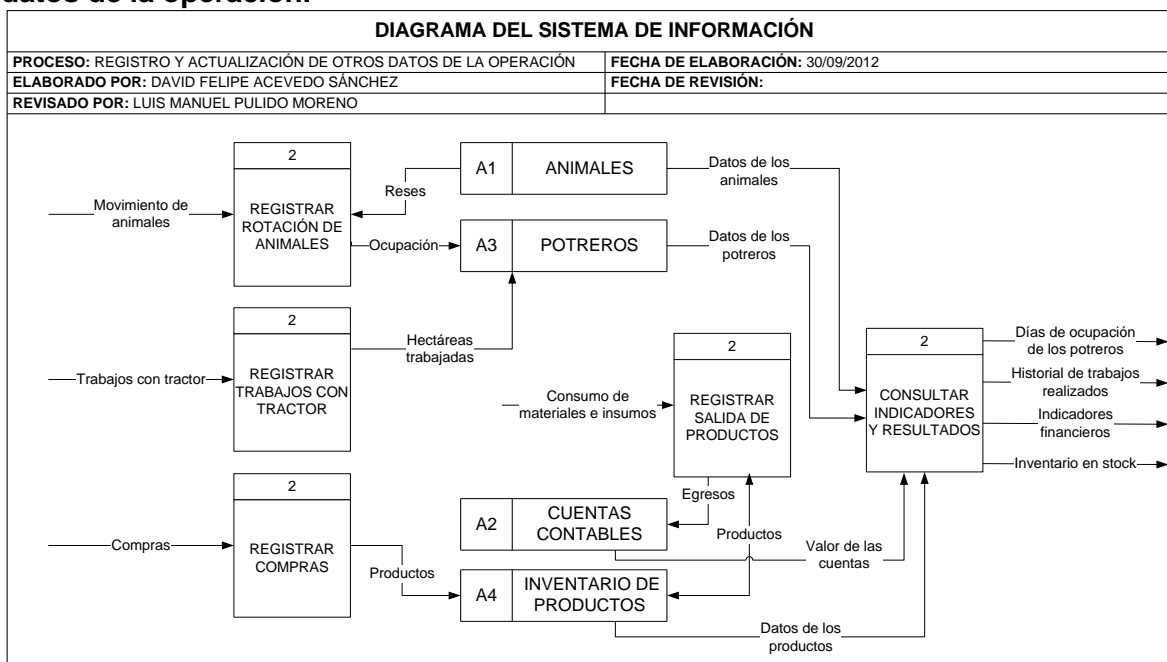 datos de la operación.
DIAGRAMA DEL SISTEMA DE INFORMACIÓN
PROCESO: REGISTRO Y ACTUALIZACIÓN DE OTROS DATOS DE LA OPERACIÓN
FECHA DE ELABORACIÓN: 30/09/2012
ELABORADO POR: DAVID FELIPE ACEVEDO SÁNCHEZ
FECHA DE REVISIÓN:
REVISADO POR: LUIS MANUEL PULIDO MORENO
Movimiento de
animales
2
REGISTRAR
ROTACIÓN DE
ANIMALES
Reses
Ocupación
A1
ANIMALES
Datos de los
animales
A3
POTREROS
Datos de los
potreros
Trabajos con tractor
2
REGISTRAR
TRABAJOS CON
TRACTOR
Hectáreas
trabajadas
Consumo de
materiales e insumos
2
REGISTRAR
SALIDA DE
PRODUCTOS
2
CONSULTAR
INDICADORES
Y RESULTADOS
Días de ocupación
de los potreros
Historial de trabajos
realizados
Indicadores
financieros
Inventario en stock
Compras
2
REGISTRAR
COMPRAS
Productos
Egresos
A2
CUENTAS
CONTABLES
Productos
Valor de las
cuentas
A4
INVENTARIO DE
PRODUCTOS
Datos de los
productos